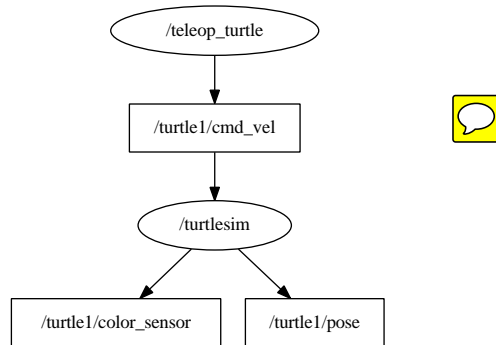 /teleop_turtle
/turtle1/cmd_vel
/turtlesim
/turtle1/color_sensor
/turtle1/pose